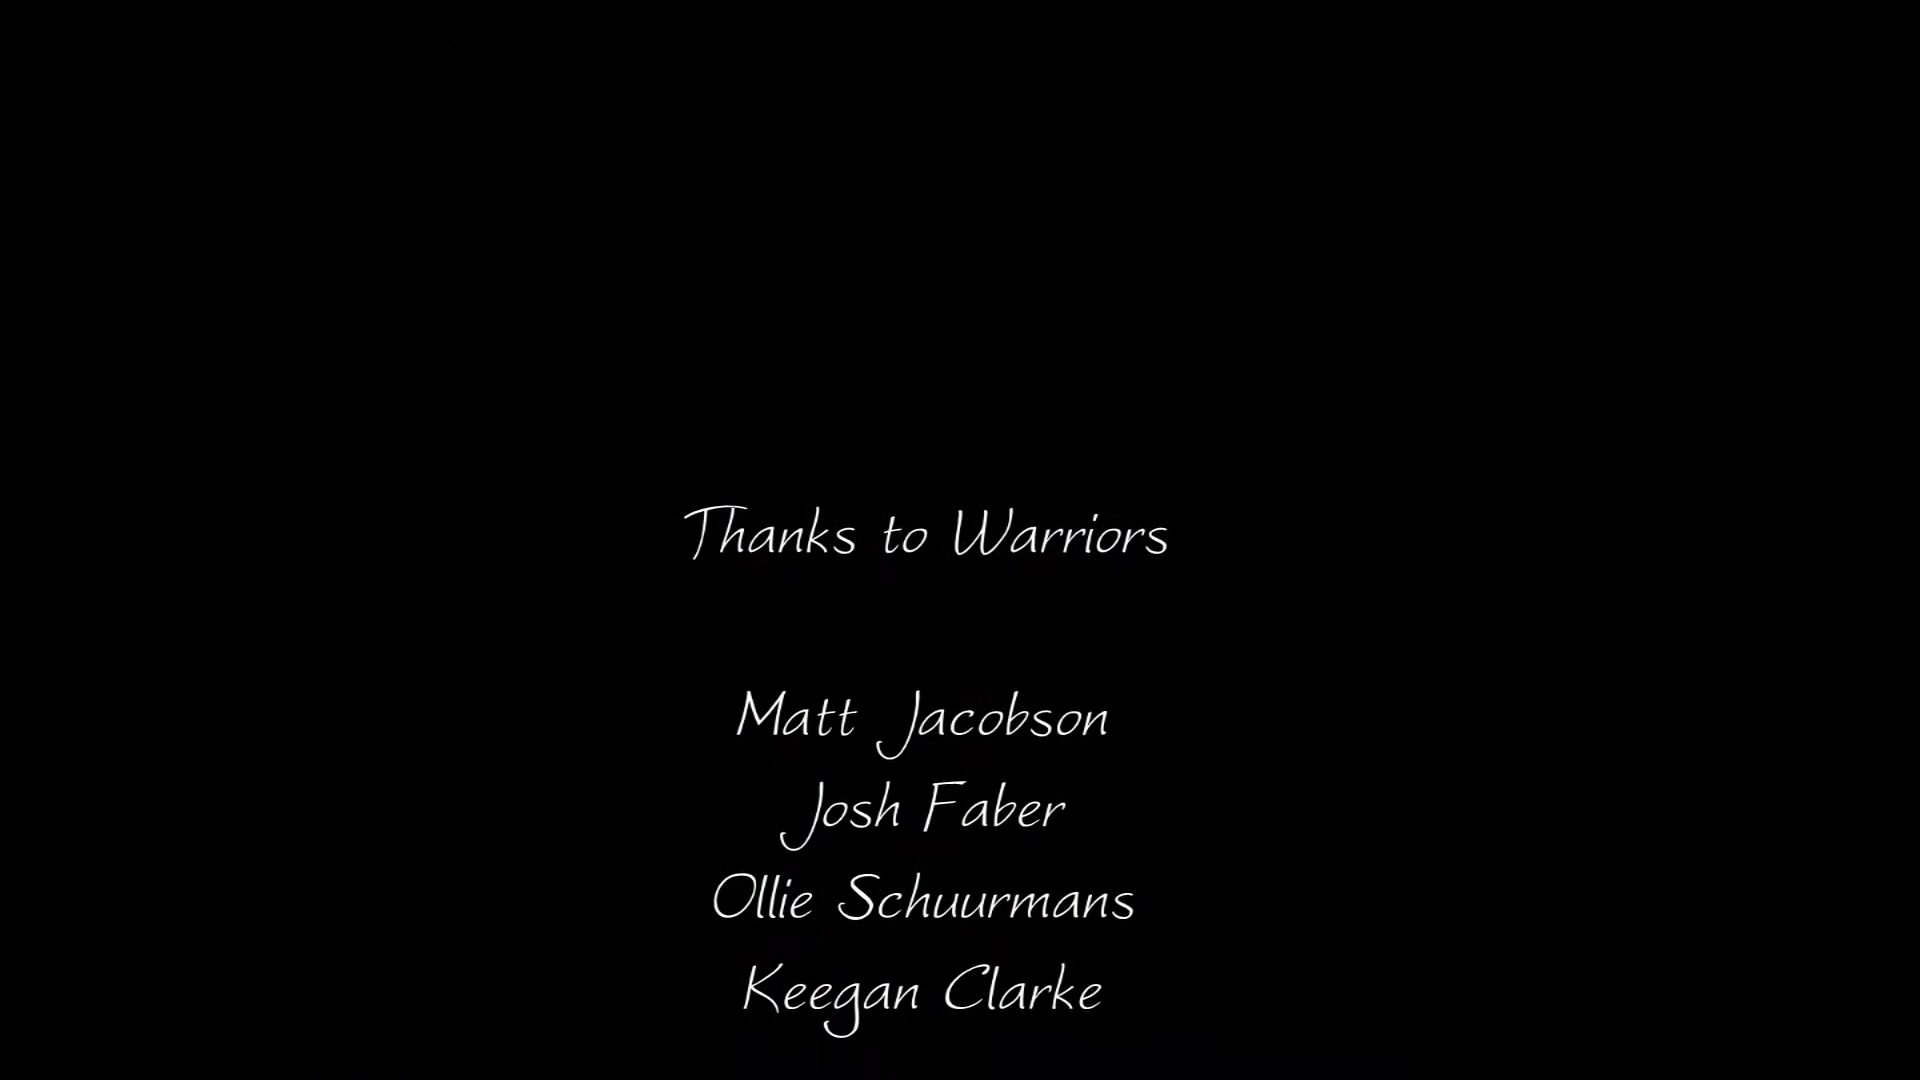 Thanks to Warriors
Matt Jacobson
Josh Faber
Ollie Schuurmans
Keegan Clarke